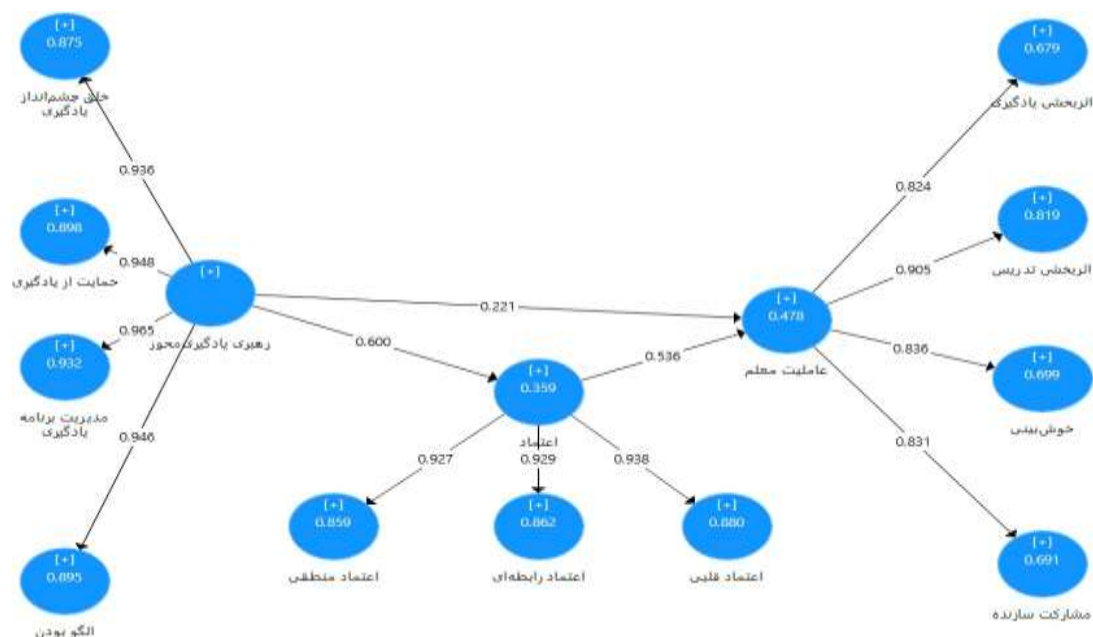 [+]
0.875
خلق چشم‌انداز
یادگیری
0.936
[+]
0.898
حمایت از یادگیری
0.948
[+]
0.932
مدیریت برنامه
یادگیری
0.965
[+]
0.895
الگو بودن
0.946
[+]
رهبری یادگیری‌محور
0.221
0.600
[+]
0.359
اعتماد
0.536
0.927
0.929
0.938
[+]
0.859
اعتماد منطقی
[+]
0.862
اعتماد رابطه‌ای
[+]
0.880
اعتماد قلبی
[+]
0.478
عاملیت معلم
0.824
0.905
0.836
0.831
[+]
0.679
اثربخشی یادگیری
[+]
0.819
اثربخشی تدریس
[+]
0.699
خوش‌بینی
[+]
0.691
مشارکت سازنده